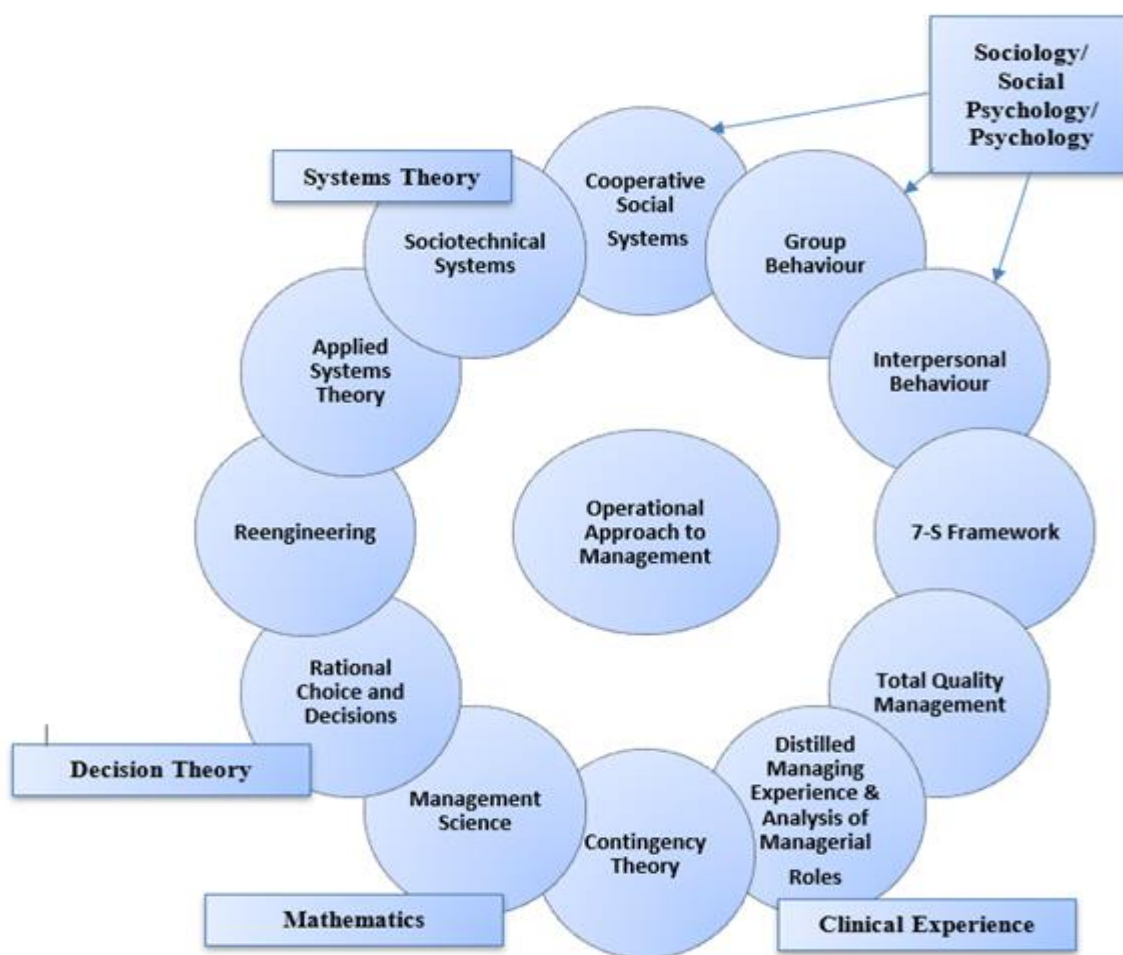 Sociology/
Social
Psychology/
Psychology
Systems Theory
Cooperative
Social
Systems
Sociotechnical
Systems
Group
Behaviour
Applied
Systems
Theory
Interpersonal
Behaviour
Reengineering
Operational
Approach to
Management
7-S Framework
Rational
Choice and
Decisions
Total Quality
Management
Decision Theory
Management
Science
Contingency
Theory
Distilled
Managing
Experience &
Analysis of
Managerial
Roles
Mathematics
Clinical Experience